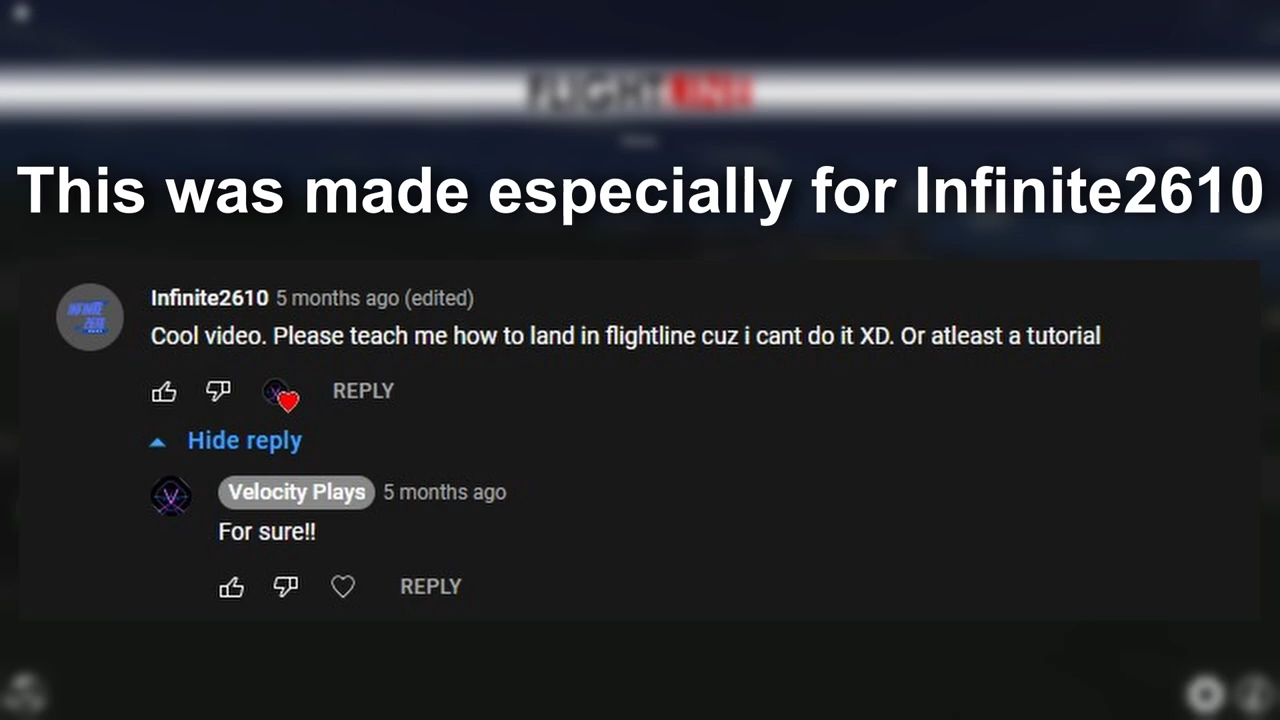 FLIGHTLINE
This was made especially for Infinite2610
Infinite2610 5 months ago (edited)
Cool video. Please teach me how to land in flightline cuz i cant do it XD. Or atleast a tutorial
REPLY
Hide reply
Velocity Plays 5 months ago
For sure!!
REPLY